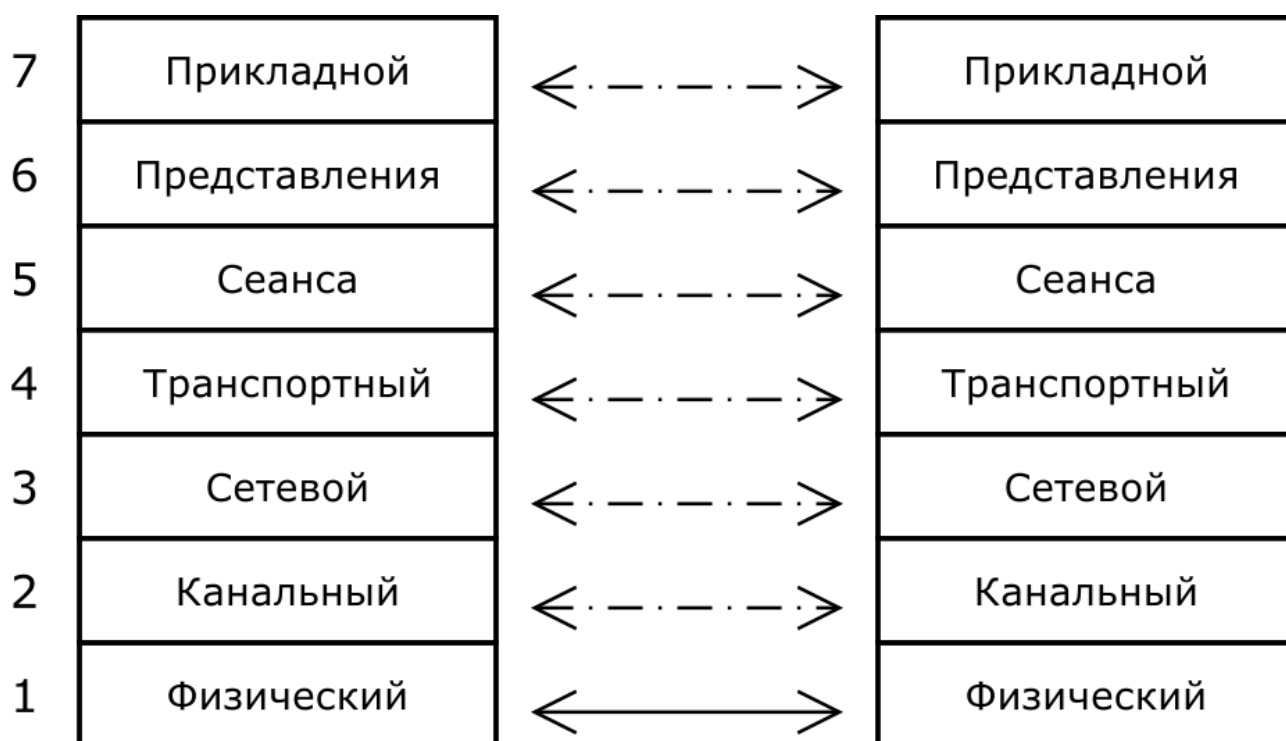 7 Прикладной Прикладной
6 Представления Представления
5 Сеанса Сеанса
4 Транспортный Транспортный
3 Сетевой Сетевой
2 Канальный Канальный
1 Физический Физический